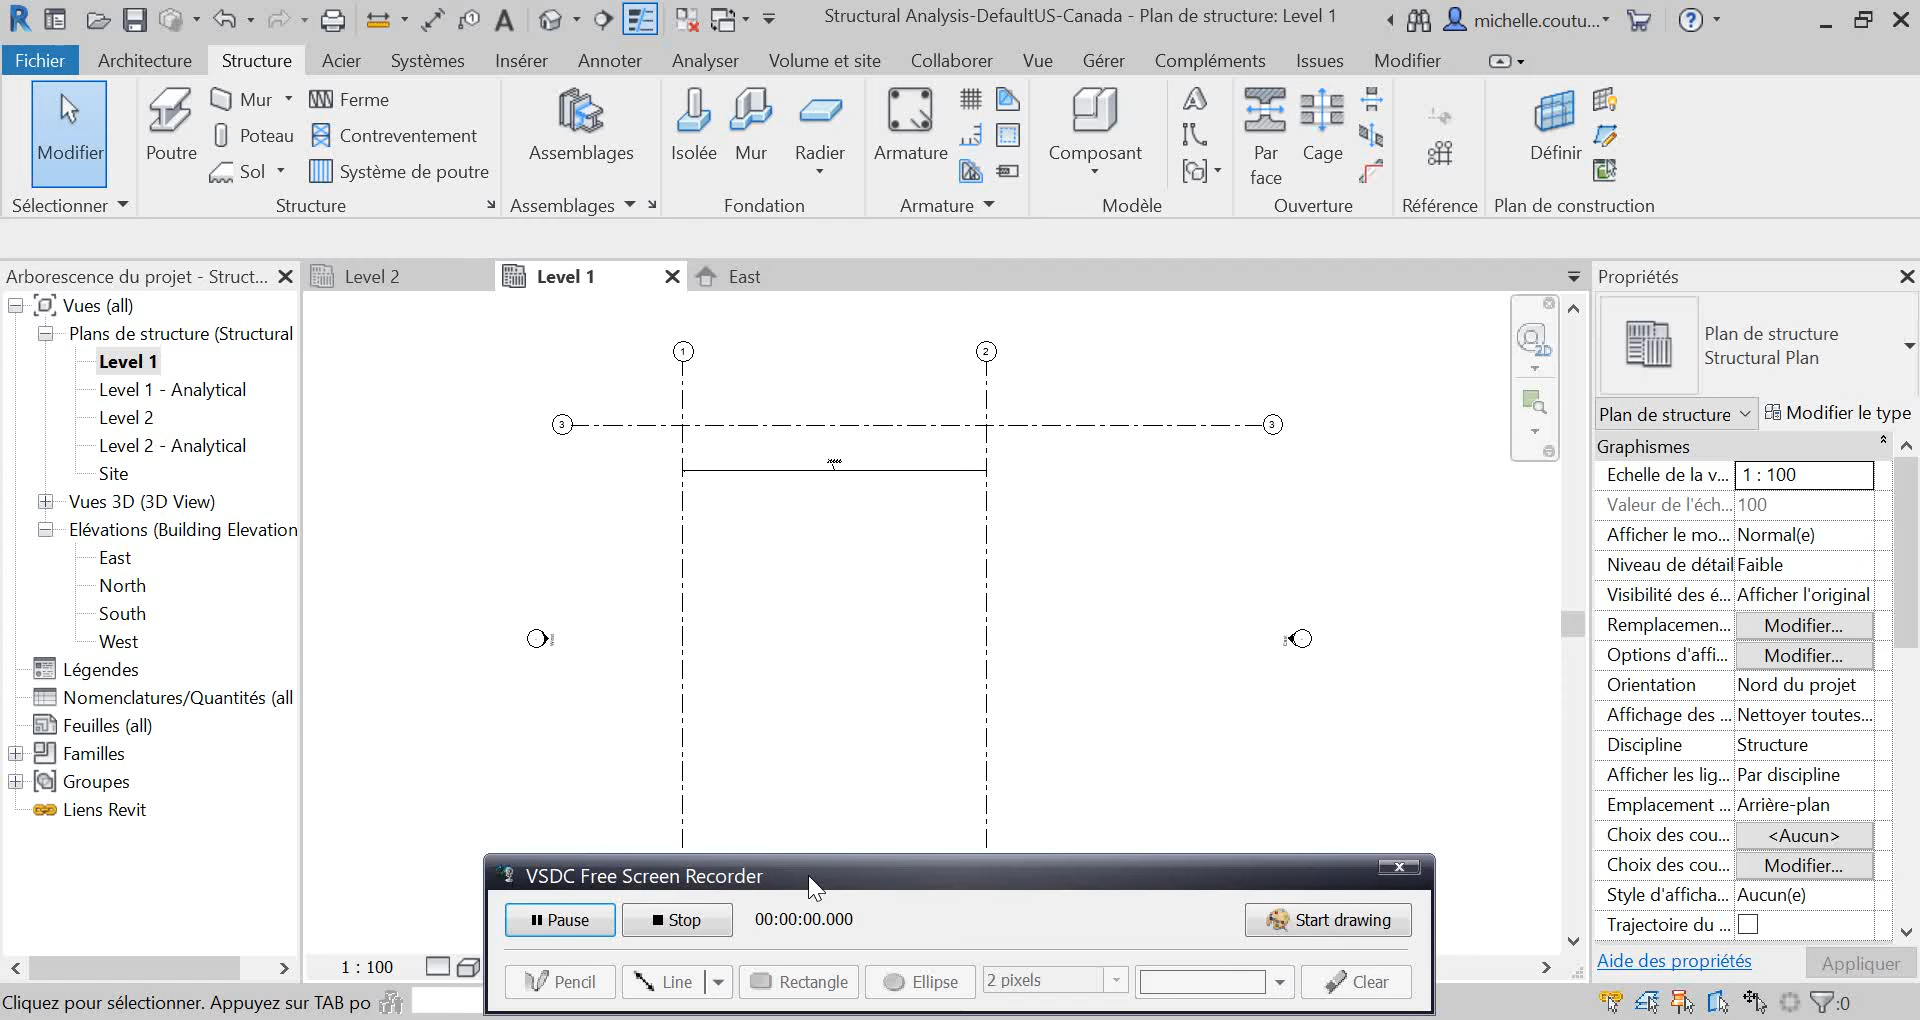 Structural Analysis-DefaultUS-Canada - Plan de structure: Level 1
michelle.coutu...
Fichier Architecture Structure Acier Systèmes Insérer Annoter Analyser Volume et site Collaborer Vue Gérer Compléments Issues Modifier
Modifier
Poutre
Mur
Poteau
Sol
Ferme
Contreventement
Système de poutre
Assemblages
Isolée
Mur
Radier
Armature
Composant
Par face
Cage
Définir
Sélectionner
Structure
Assemblages
Fondation
Armature
Modèle
Ouverture
Référence
Plan de construction
Arborescence du projet - Struct...
Vues (all)
Plans de structure (Structural
Level 1
Level 1 - Analytical
Level 2
Level 2 - Analytical
Site
Vues 3D (3D View)
Elévations (Building Elevation
East
North
South
West
Légendes
Nomenclatures/Quantités (all
Feuilles (all)
Familles
Groupes
Liens Revit
Level 2
Level 1
East
1
2
3
3
2D
Propriétés
Plan de structure
Structural Plan
Plan de structure
Modifier le type
Graphismes
Echelle de la v... 1 : 100
Valeur de l'éch... 100
Afficher le mo... Normal(e)
Niveau de détail Faible
Visibilité des é... Afficher l'original
Remplacemen... Modifier...
Options d'affi... Modifier...
Orientation Nord du projet
Affichage des ... Nettoyer toutes...
Discipline Structure
Afficher les lig... Par discipline
Emplacement ... Arrière-plan
Choix des cou... <Aucun>
Choix des cou... Modifier...
Style d'afficha... Aucun(e)
Trajectoire du ...
Aide des propriétés
Appliquer
VSDC Free Screen Recorder
Pause
Stop
00:00:00.000
Start drawing
Pencil
Line
Rectangle
Ellipse
2 pixels
Clear
1 : 100
Cliquez pour sélectionner. Appuyez sur TAB po
:0